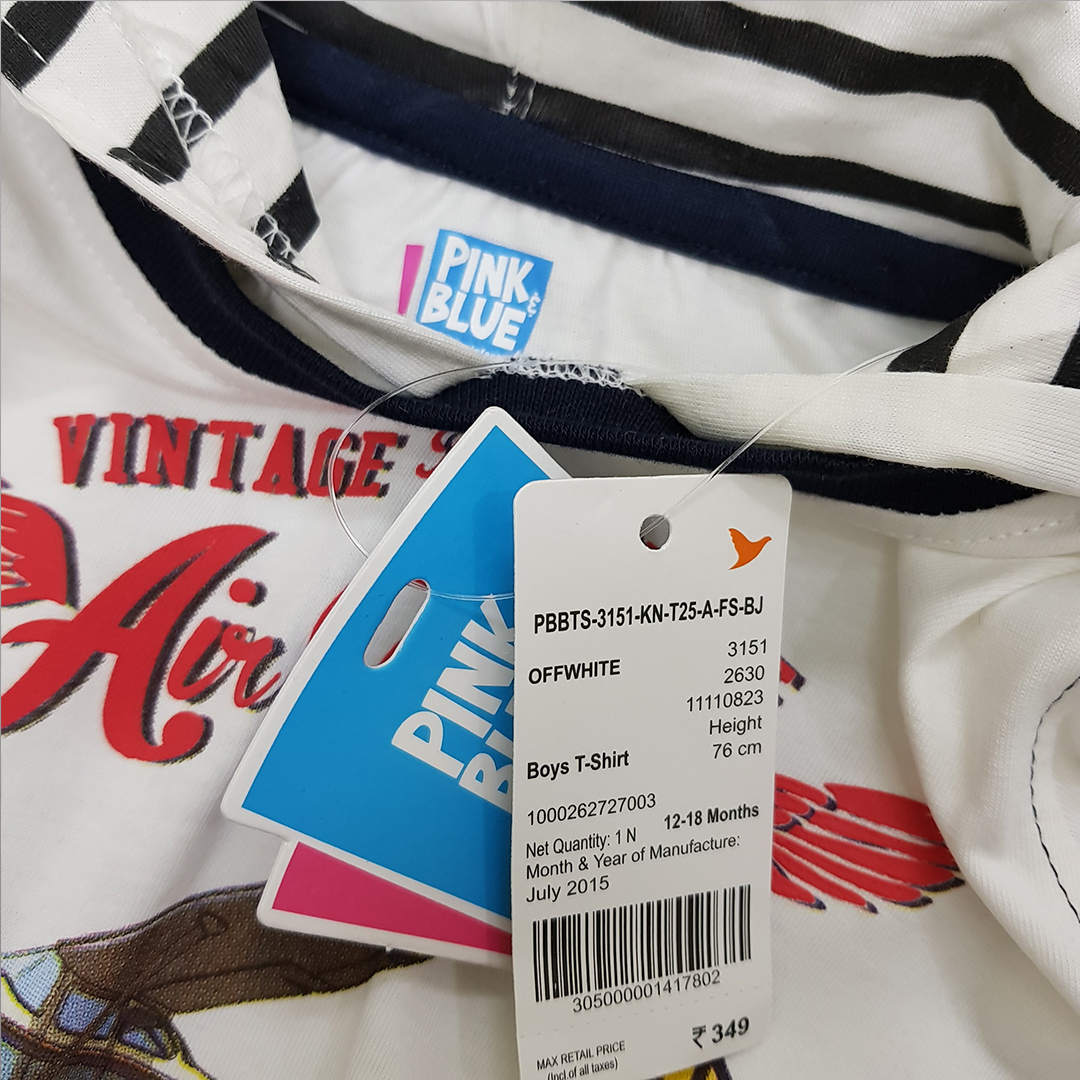 PINK &
BLUE
VINTAGE
Air
PINK
PBBTS-3151-KN-T25-A-FS-BJ
OFFWHITE
3151
2630
11110823
Height
76 cm
Boys T-Shirt
1000262727003
12-18 Months
Net Quantity: 1 N
Month & Year of Manufacture:
July 2015
305000001417802
₹ 349
MAX RETAIL PRICE
(Incl.of all taxes)